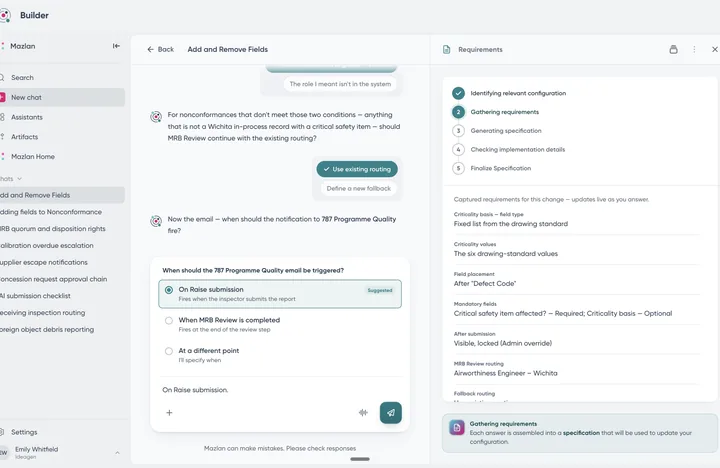 Builder
Mazlan
Search
New chat
Assistants
Artifacts
Mazlan Home
hats
dd and Remove Fields
dding fields to Nonconformance
RB quorum and disposition rights
alibration overdue escalation
upplier escape notifications
oncession request approval chain
AI submission checklist
eceiving inspection routing
oreign object debris reporting
Settings
EW
Emily Whitfield
ideagen
Back
Add and Remove Fields
The role I meant isn't in the system
For nonconformances that don't meet those two conditions — anything
that is not a Wichita in-process record with a critical safety item — should
MRB Review continue with the existing routing?
Use existing routing
Define a new fallback
Now the email — when should the notification to 787 Programme Quality
fire?
When should the 787 Programme Quality email be triggered?
On Raise submission
Suggested
Fires when the inspector submits the report
When MRB Review is completed
Fires at the end of the review step
At a different point
I'll specify when
On Raise submission.
Mazlan can make mistakes. Please check responses
Requirements
Identifying relevant configuration
2 Gathering requirements
3 Generating specification
4 Checking implementation details
5 Finalize Specification
Captured requirements for this change — updates live as you answer.
Criticality basis — field type
Fixed list from the drawing standard
Criticality values
The six drawing-standard values
Field placement
After "Defect Code"
Mandatory fields
Critical safety item affected? — Required; Criticality basis — Optional
After submission
Visible, locked (Admin override)
MRB Review routing
Airworthiness Engineer — Wichita
Fallback routing
Gathering requirements
Each answer is assembled into a specification that will be used to update your
configuration.